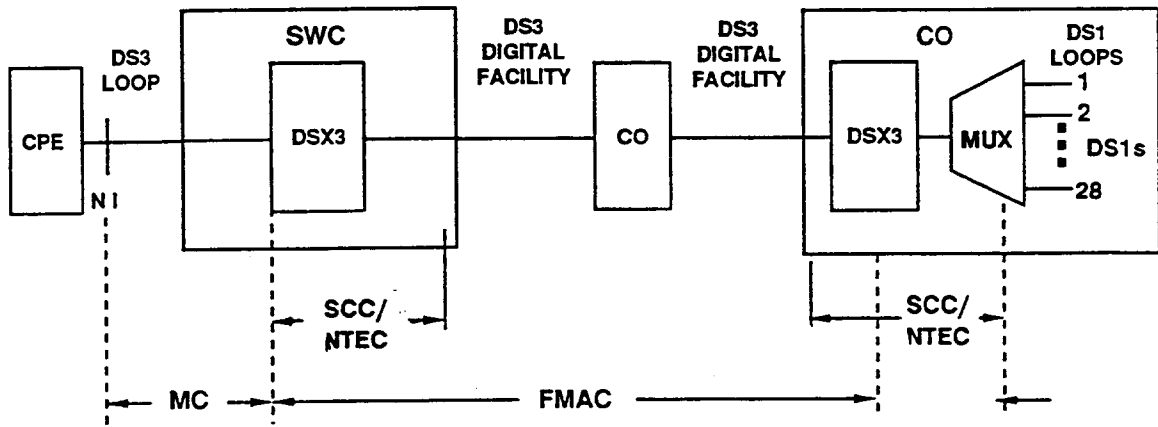 SWC
CO
DS3
LOOP
DS3
DIGITAL
FACILITY
DS3
DIGITAL
FACILITY
DS1
LOOPS
CPE
NI
DSX3
CO
DSX3
MUX
1
2
DS1s
28
SCC/
NTEC
SCC/
NTEC
MC
FMAC